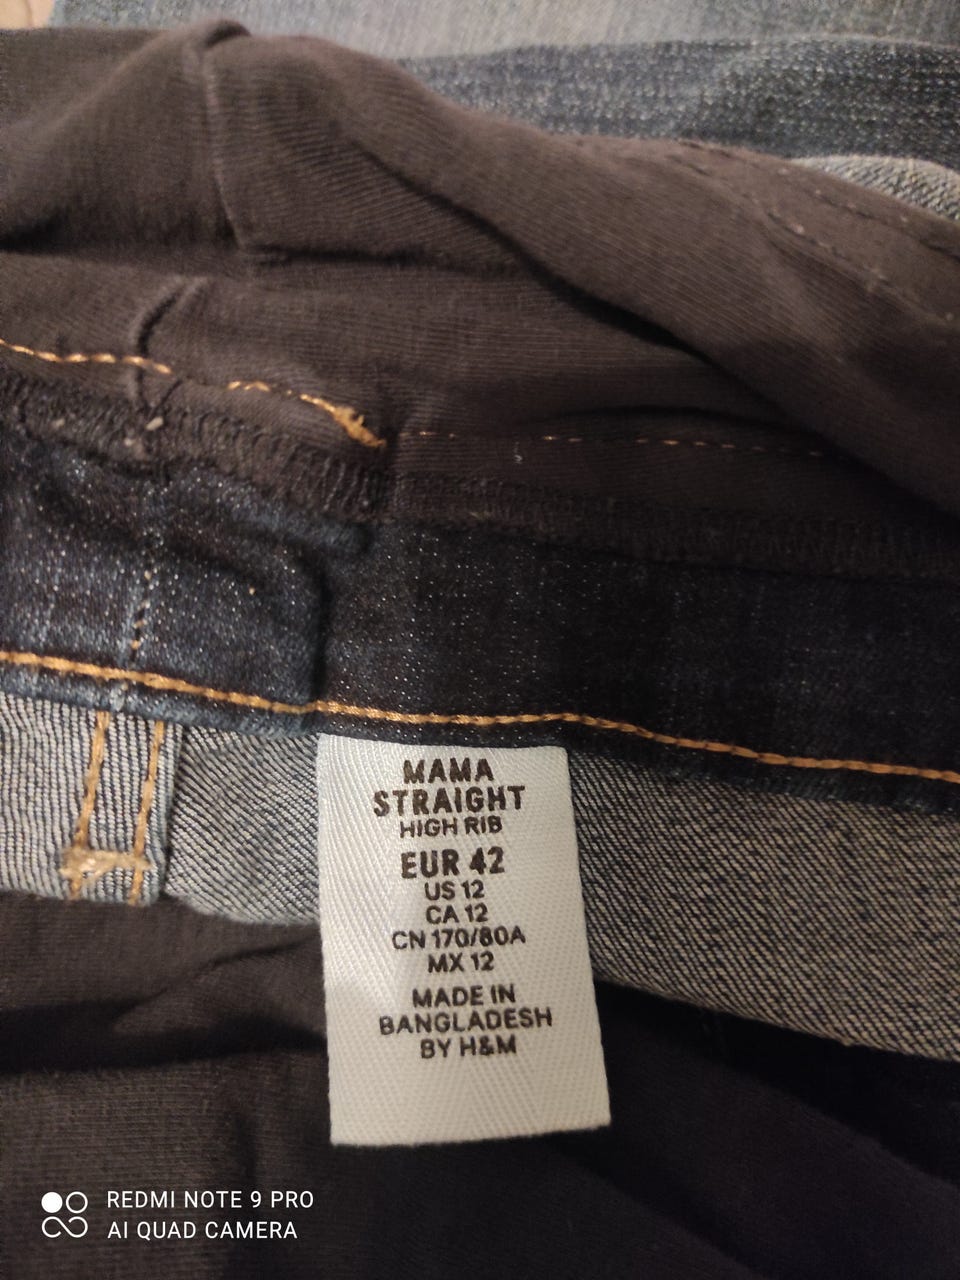 MAMA
STRAIGHT
HIGH RIB
EUR 42
US 12
CA 12
CN 170/80A
MX 12
MADE IN
BANGLADESH
BY H&M
REDMI NOTE 9 PRO
AI QUAD CAMERA